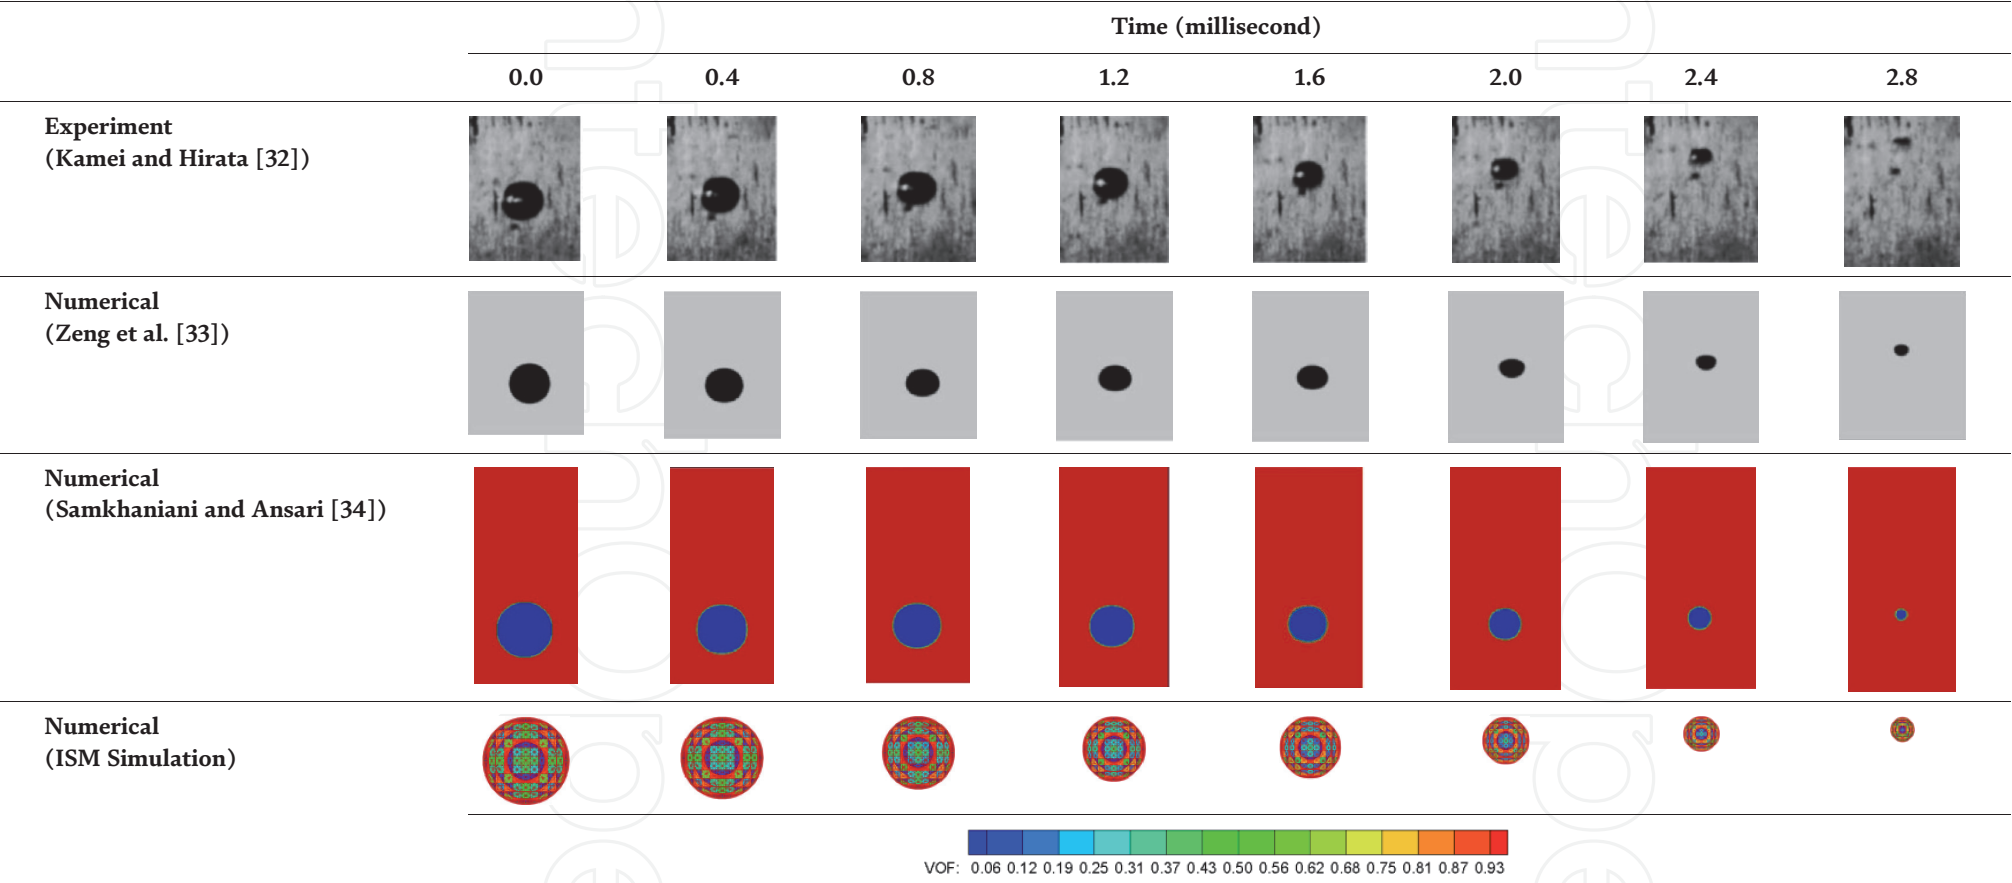 Time (millisecond)
0.0 0.4 0.8 1.2 1.6 2.0 2.4 2.8
Experiment
(Kamei and Hirata [32])
Numerical
(Zeng et al. [33])
Numerical
(Samkhaniani and Ansari [34])
Numerical
(ISM Simulation)
VOF: 0.06 0.12 0.19 0.25 0.31 0.37 0.43 0.50 0.56 0.62 0.68 0.75 0.81 0.87 0.93